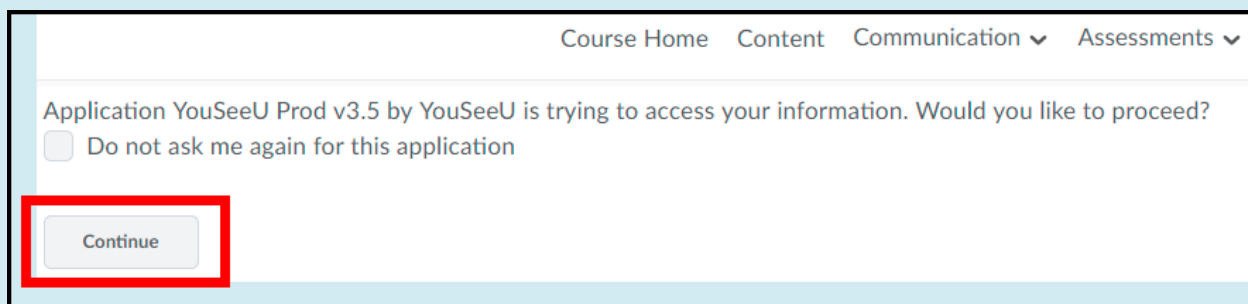 Course Home Content Communication Assessments
Application YouSeeU Prod v3.5 by YouSeeU is trying to access your information. Would you like to proceed?
Do not ask me again for this application
Continue